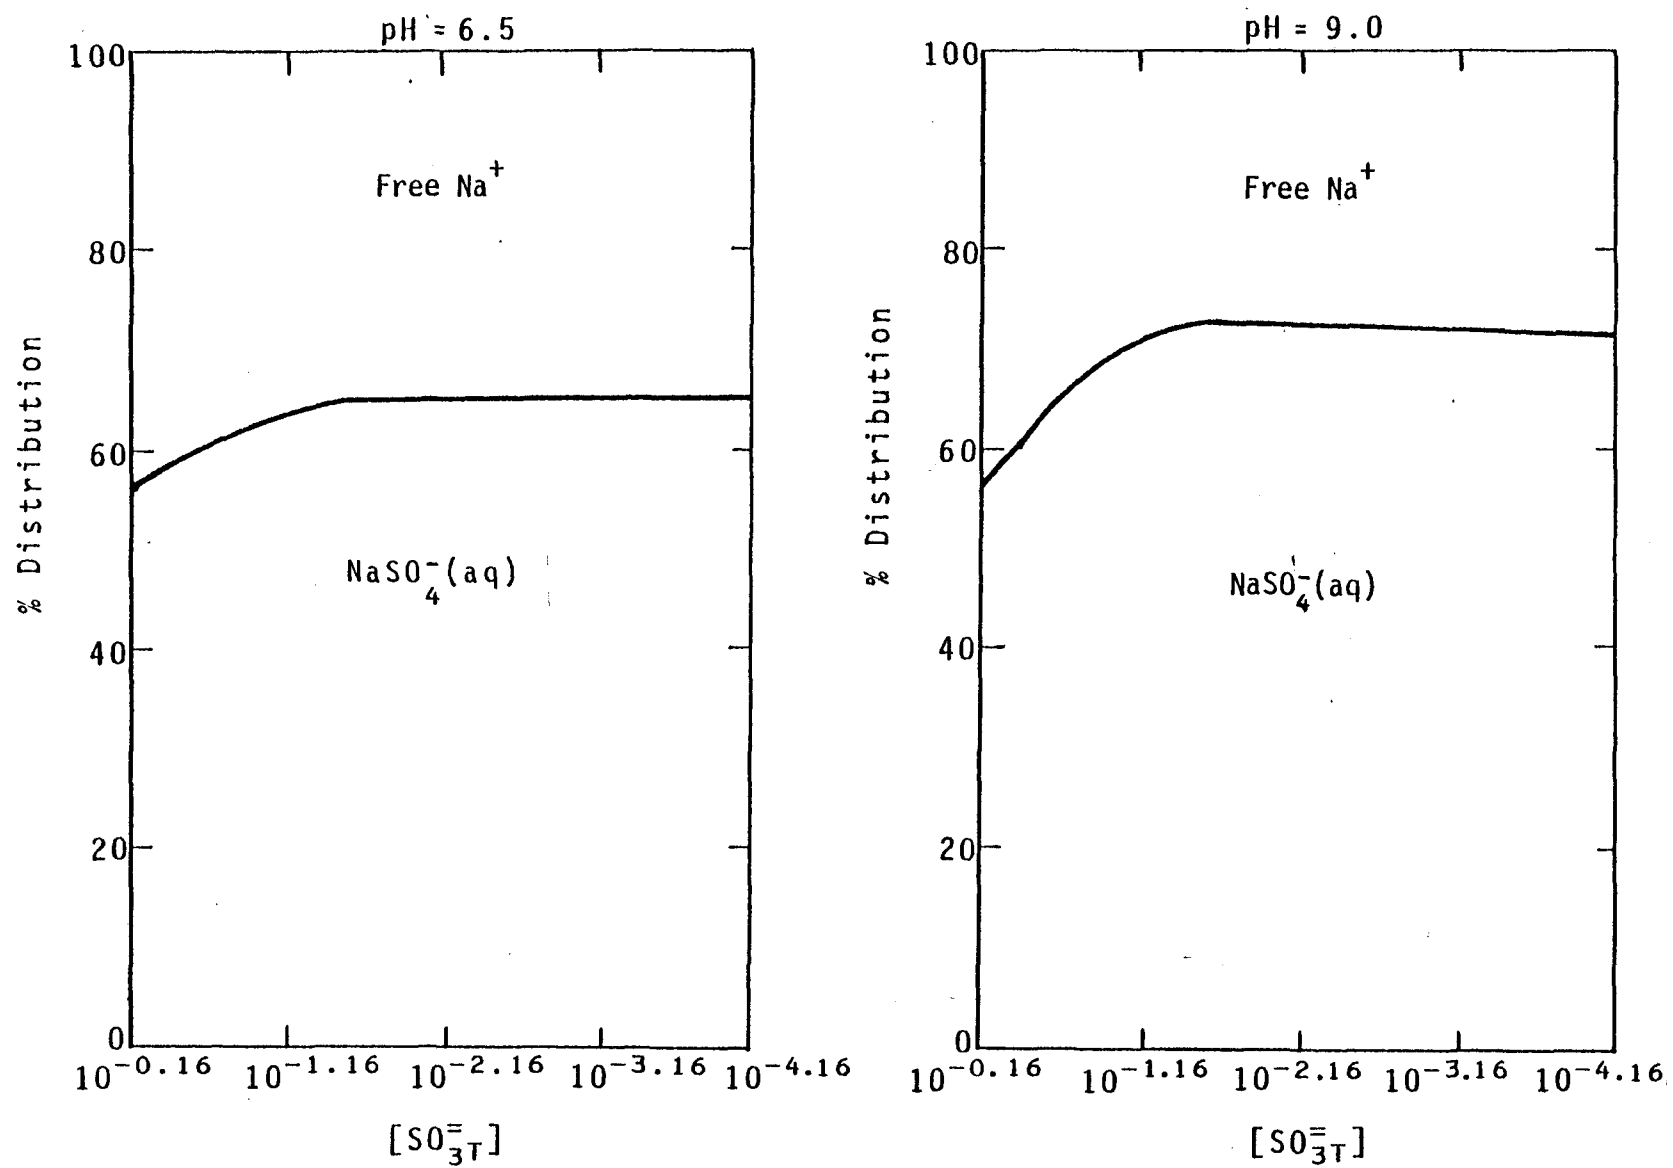 pH = 6.5
100
80
60
40
20
0
% Distribution
Free Na⁺
NaSO₄⁻(aq)
10⁻⁰·¹⁶ 10⁻¹·¹⁶ 10⁻²·¹⁶ 10⁻³·¹⁶ 10⁻⁴·¹⁶
[SO₃T⁼]
pH = 9.0
100
80
60
40
20
0
% Distribution
Free Na⁺
NaSO₄⁻(aq)
10⁻⁰·¹⁶ 10⁻¹·¹⁶ 10⁻²·¹⁶ 10⁻³·¹⁶ 10⁻⁴·¹⁶
[SO₃T⁼]